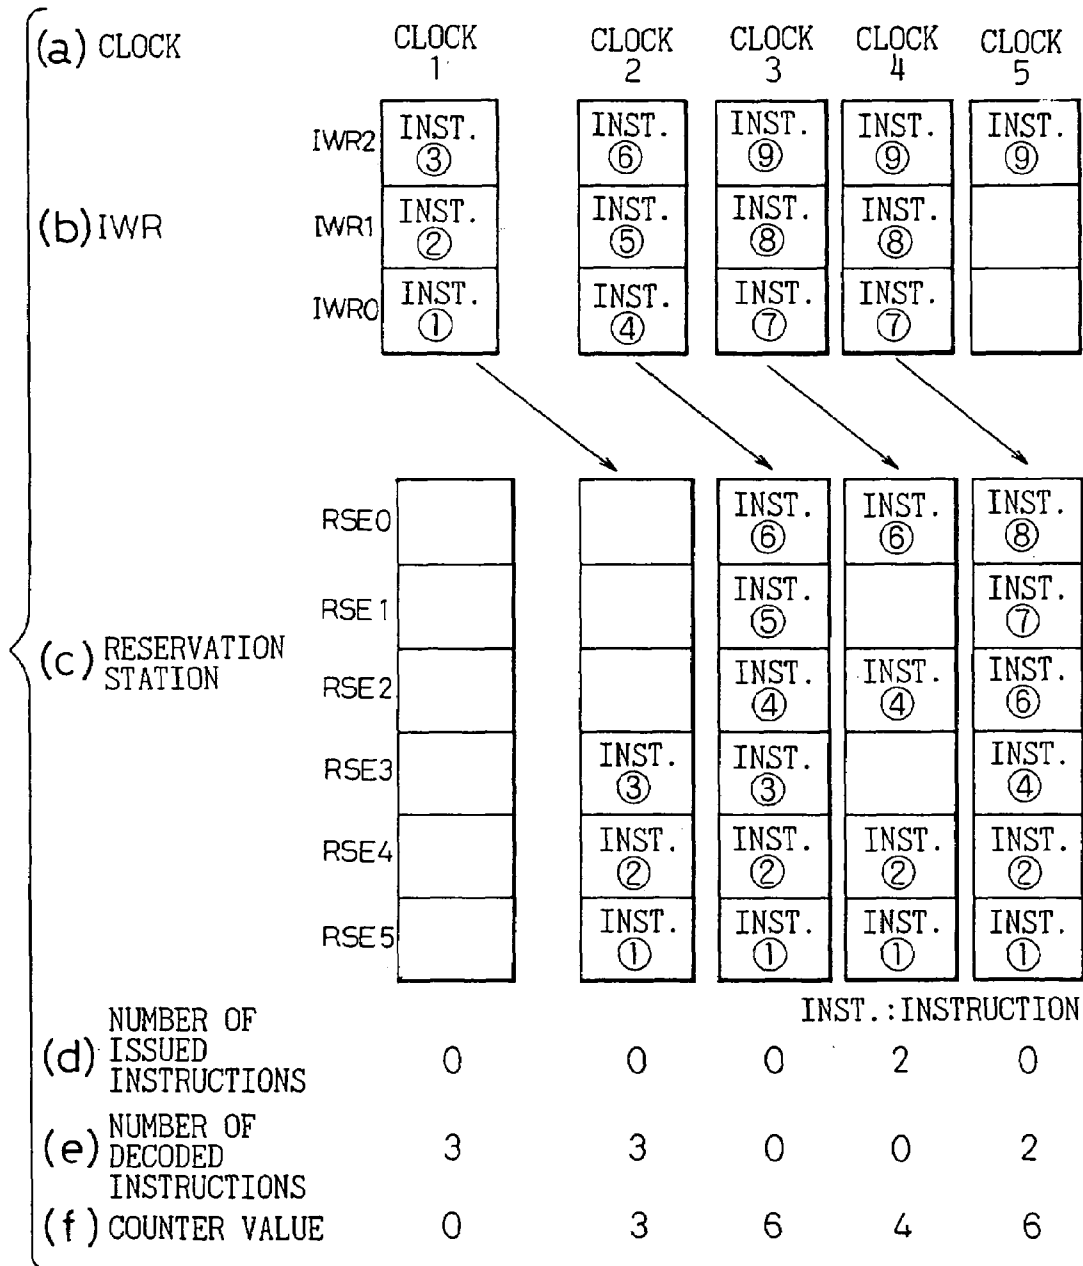 (a) CLOCK CLOCK 1 CLOCK 2 CLOCK 3 CLOCK 4 CLOCK 5
(b) IWR
IWR2 INST. ③ INST. ⑥ INST. ⑨ INST. ⑨ INST. ⑨
IWR1 INST. ② INST. ⑤ INST. ⑧ INST. ⑧
IWR0 INST. ① INST. ④ INST. ⑦ INST. ⑦
(c) RESERVATION STATION
RSE0 INST. ⑥ INST. ⑥ INST. ⑧
RSE1 INST. ⑤ INST. ⑦
RSE2 INST. ④ INST. ④ INST. ⑥
RSE3 INST. ③ INST. ③ INST. ④
RSE4 INST. ② INST. ② INST. ② INST. ②
RSE5 INST. ① INST. ① INST. ① INST. ①
INST.:INSTRUCTION
(d) NUMBER OF ISSUED INSTRUCTIONS 0 0 0 2 0
(e) NUMBER OF DECODED INSTRUCTIONS 3 3 0 0 2
(f) COUNTER VALUE 0 3 6 4 6